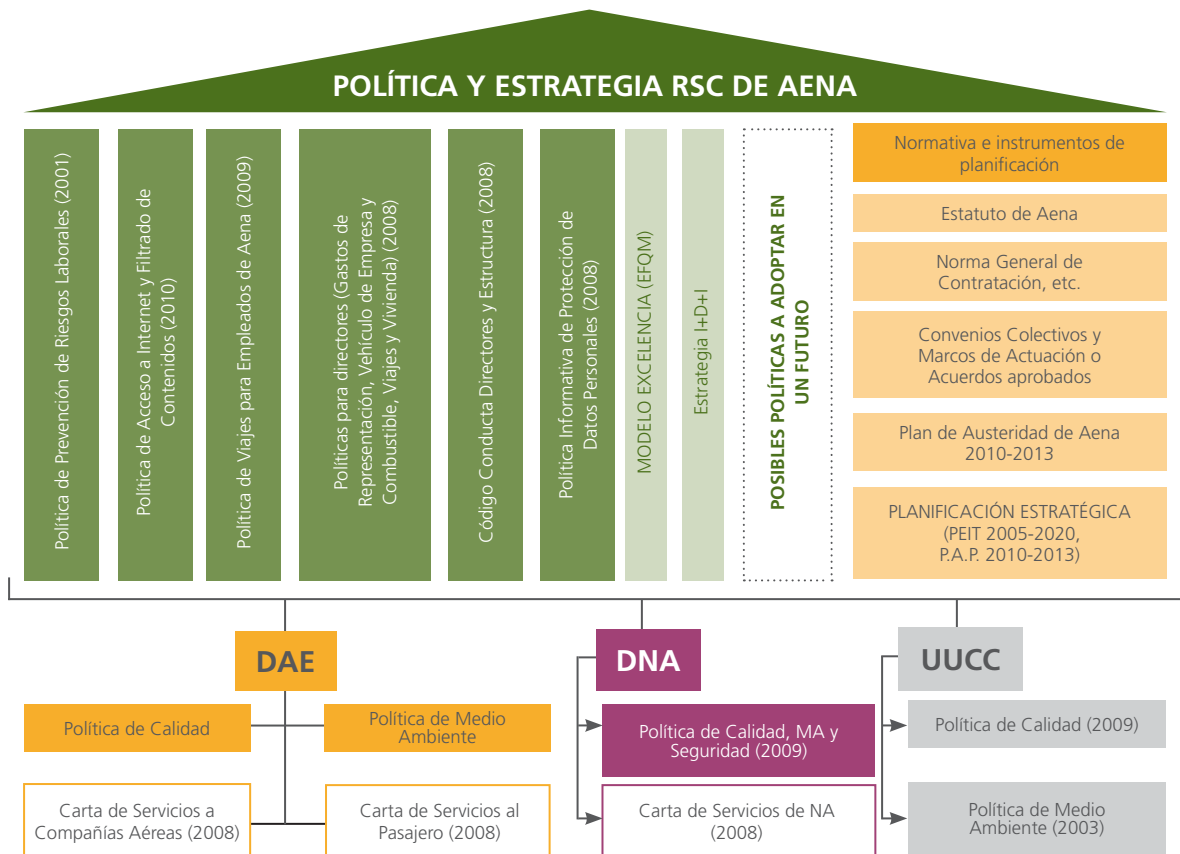 POLÍTICA Y ESTRATEGIA RSC DE AENA
Política de Prevención de Riesgos Laborales (2001)
Política de Acceso a Internet y Filtrado de
Contenidos (2010)
Política de Viajes para Empleados de Aena (2009)
Políticas para directores (Gastos de
Representación, Vehículo de Empresa y
Combustible, Viajes y Vivienda) (2008)
Código Conducta Directores y Estructura (2008)
Política Informativa de Protección de
Datos Personales (2008)
MODELO EXCELENCIA (EFQM)
Estrategia I+D+I
POSIBLES POLÍTICAS A ADOPTAR EN
UN FUTURO
Normativa e instrumentos de
planificación
Estatuto de Aena
Norma General de
Contratación, etc.
Convenios Colectivos y
Marcos de Actuación o
Acuerdos aprobados
Plan de Austeridad de Aena
2010-2013
PLANIFICACIÓN ESTRATÉGICA
(PEIT 2005-2020,
P.A.P. 2010-2013)
DAE
Política de Calidad
Política de Medio
Ambiente
Carta de Servicios a
Compañías Aéreas (2008)
Carta de Servicios al
Pasajero (2008)
DNA
Política de Calidad, MA y
Seguridad (2009)
Carta de Servicios de NA
(2008)
UUCC
Política de Calidad (2009)
Política de Medio
Ambiente (2003)